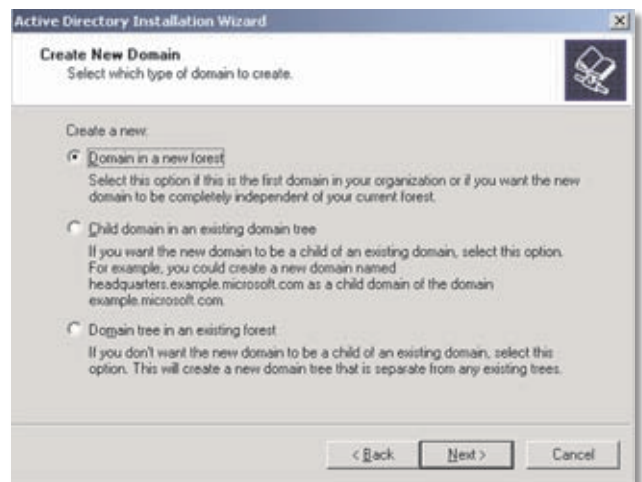 Active Directory Installation Wizard
Create New Domain
Select which type of domain to create.
Create a new:
Domain in a new forest
Select this option if this is the first domain in your organization or if you want the new
domain to be completely independent of your current forest.
Child domain in an existing domain tree
If you want the new domain to be a child of an existing domain, select this option.
For example, you could create a new domain named
headquarters.example.microsoft.com as a child domain of the domain
example.microsoft.com.
Domain tree in an existing forest
If you don't want the new domain to be a child of an existing domain, select this
option. This will create a new domain tree that is separate from any existing trees.
< Back
Next >
Cancel